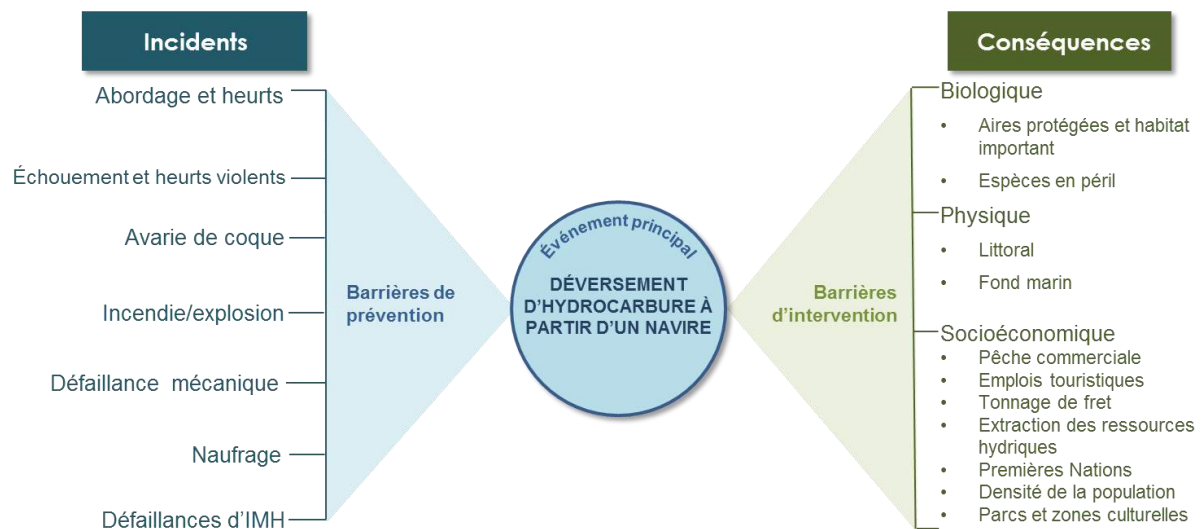 Incidents
Abordage et heurts
Échouement et heurts violents
Avarie de coque
Incendie/explosion
Défaillance mécanique
Naufrage
Défaillances d'IMH
Barrières de
prévention
Événement principal
DÉVERSEMENT
D'HYDROCARBURE À
PARTIR D'UN NAVIRE
Barrières
d'intervention
Conséquences
Biologique
• Aires protégées et habitat
important
• Espèces en péril
Physique
• Littoral
• Fond marin
Socioéconomique
• Pêche commerciale
• Emplois touristiques
• Tonnage de fret
• Extraction des ressources
hydriques
• Premières Nations
• Densité de la population
• Parcs et zones culturelles